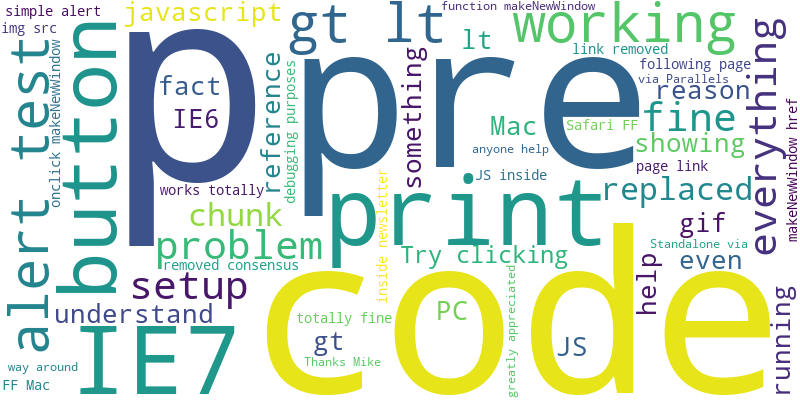 simple alert
javascript
function makeNewWindow
img src
gt lt
working
lt
link removed
p
pre
following page
via Parallels
fact
reason
IE6
something
reference
debugging purposes
Mac
Safari FF
fine
everything
makeNewWindow href
anyone help
showing
page link
alert test
onclick makeNewWindow
button
works totally
JS inside
replaced
print
chunk
gif
problem
Try clicking
Standalone via
even
removed consensus
inside newsletter
setup
code
help
running
understand
totally fine
PC
greatly appreciated
IE7
gt
JS
Thanks Mike
way around
FF Mac